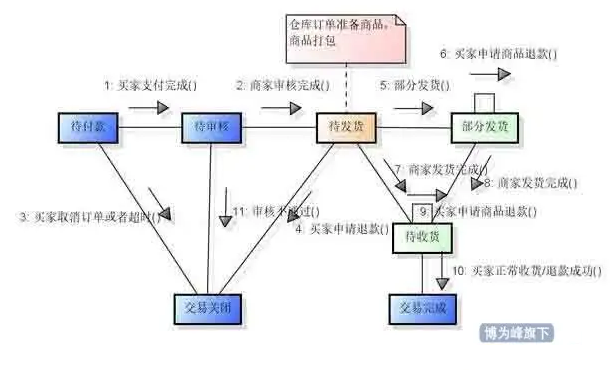 仓库订单准备商品,
商品打包
6: 买家申请商品退款()
1: 买家支付完成()
2: 商家审核完成()
5: 部分发货()
待付款
待审核
待发货
部分发货
7: 商家发货完成()
8: 商家发货完成()
3: 买家取消订单或者超时()
11: 审核不通过()
9: 买家申请商品退款()
4: 买家申请退款()
待收货
10: 买家正常收货/退款成功()
交易关闭
交易完成
博为峰旗下